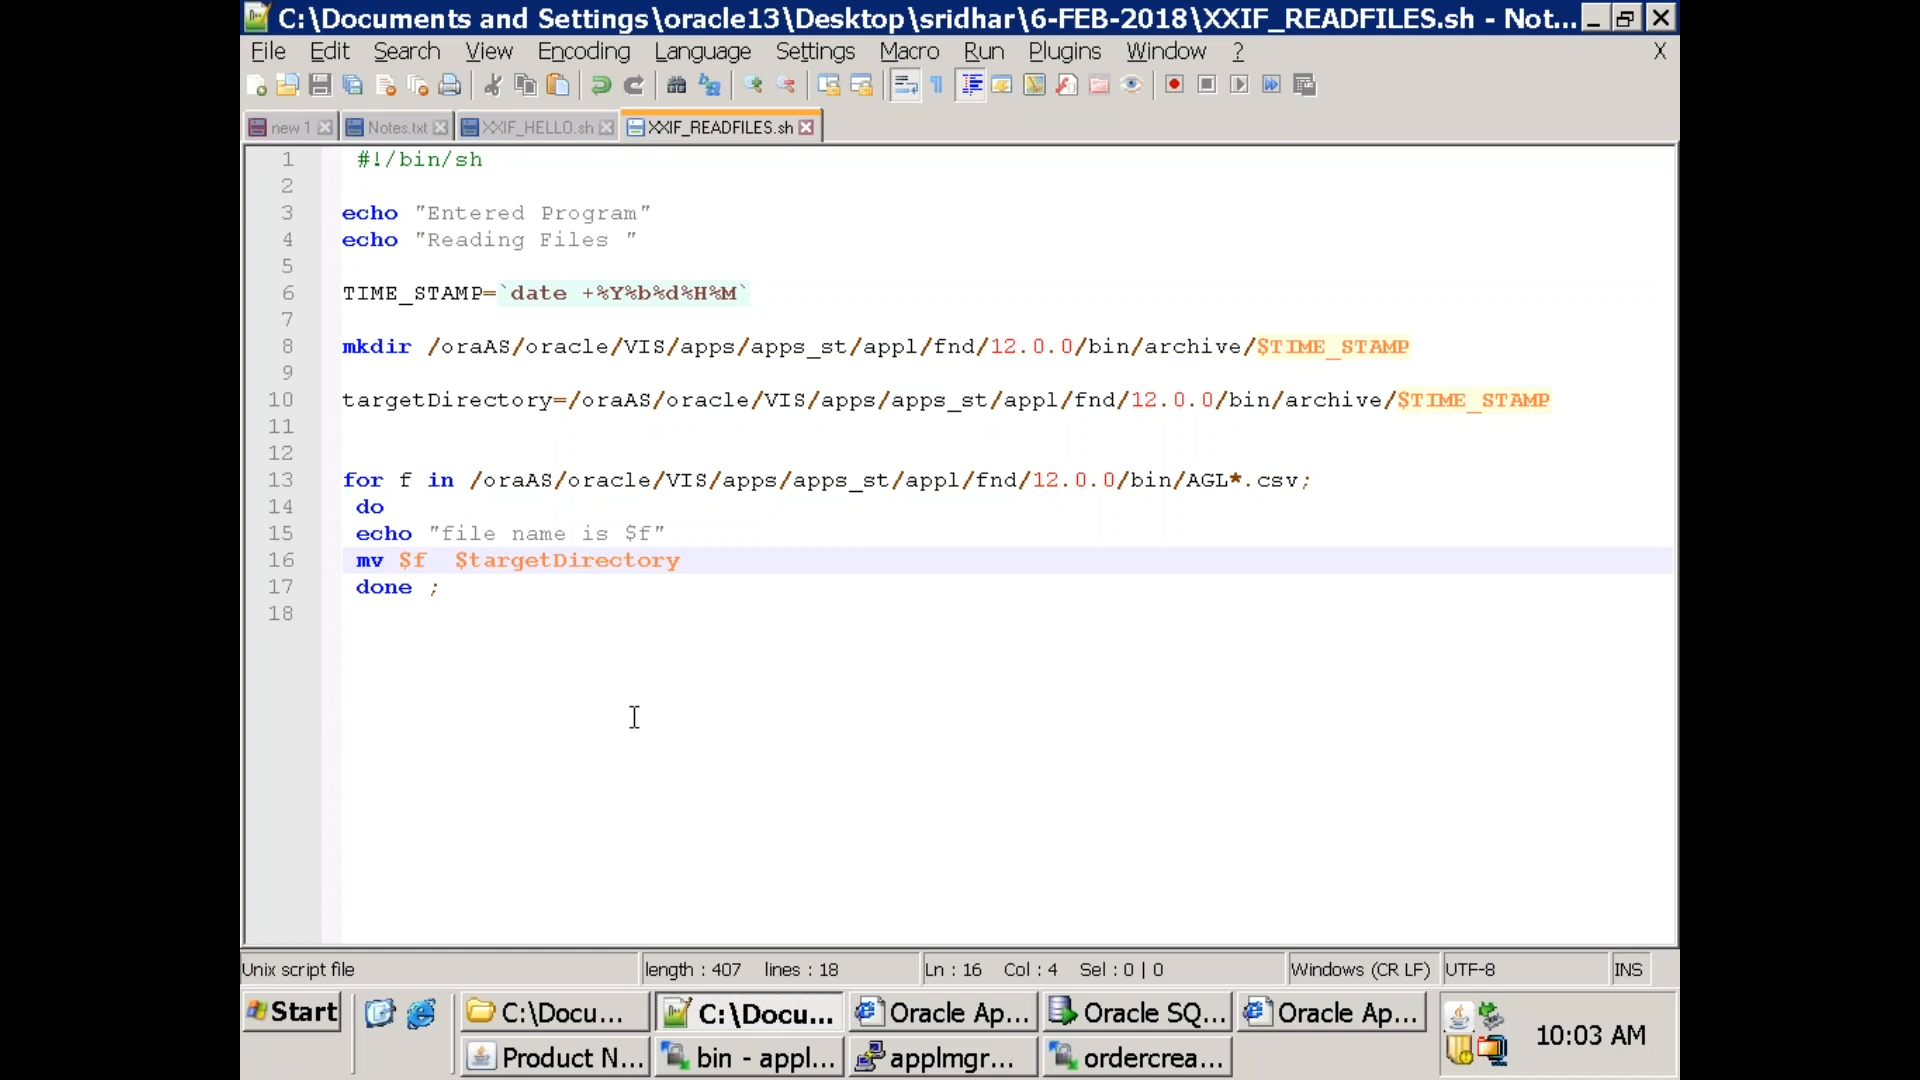 C:\Documents and Settings\oracle13\Desktop\sridhar\6-FEB-2018\XXIF_READFILES.sh - Not...
File Edit Search View Encoding Language Settings Macro Run Plugins Window ? X
new 1 Notes.txt XXIF_HELLO.sh XXIF_READFILES.sh
1 #!/bin/sh
2
3 echo "Entered Program"
4 echo "Reading Files "
5
6 TIME_STAMP=`date +%Y%b%d%H%M`
7
8 mkdir /oraAS/oracle/VIS/apps/apps_st/appl/fnd/12.0.0/bin/archive/$TIME_STAMP
9
10 targetDirectory=/oraAS/oracle/VIS/apps/apps_st/appl/fnd/12.0.0/bin/archive/$TIME_STAMP
11
12
13 for f in /oraAS/oracle/VIS/apps/apps_st/appl/fnd/12.0.0/bin/AGL*.csv;
14 do
15 echo "file name is $f"
16 mv $f  $targetDirectory
17 done ;
18
Unix script file length : 407 lines : 18 Ln : 16 Col : 4 Sel : 0 | 0 Windows (CR LF) UTF-8 INS
Start C:\Docu... C:\Docu... Oracle Ap... Oracle SQ... Oracle Ap... 10:03 AM
Product N... bin - appl... applmgr... ordercrea...